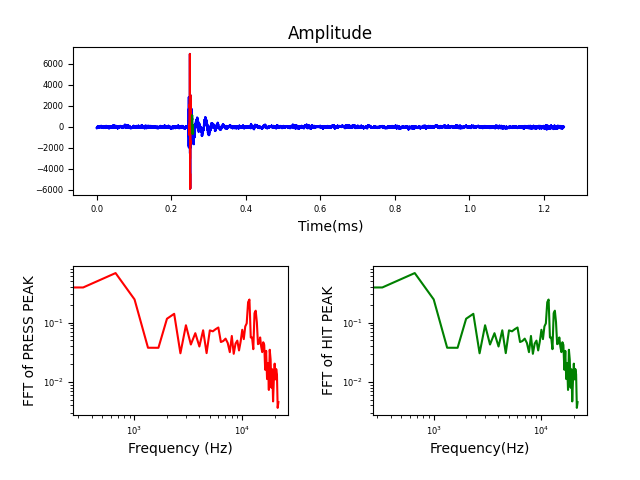 Amplitude
6000
4000
2000
0
−2000
−4000
−6000
0.0 0.2 0.4 0.6 0.8 1.0 1.2
Time(ms)
FFT of PRESS PEAK
10⁻¹
10⁻²
10³ 10⁴
Frequency (Hz)
FFT of HIT PEAK
10⁻¹
10⁻²
10³ 10⁴
Frequency(Hz)